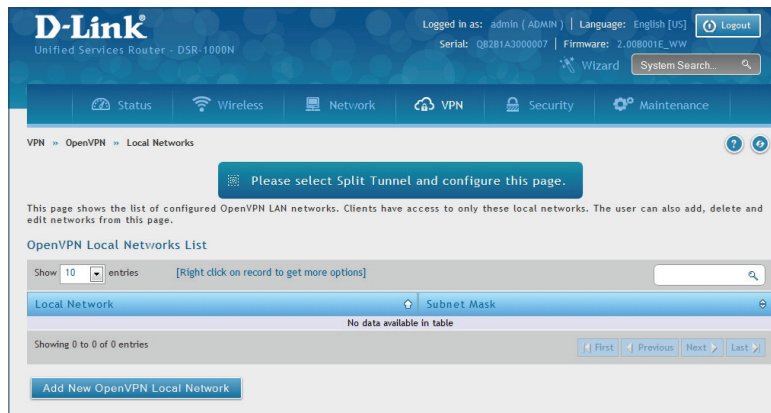 D-Link®
Unified Services Router - DSR-1000N
Logged in as: admin ( ADMIN ) | Language: English [US]
Logout
Serial: QB2B1A3000007 | Firmware: 2.00B001E_WW
Wizard
System Search...
Status
Wireless
Network
VPN
Security
Maintenance
VPN » OpenVPN » Local Networks
?
Please select Split Tunnel and configure this page.
This page shows the list of configured OpenVPN LAN networks. Clients have access to only these local networks. The user can also add, delete and
edit networks from this page.
OpenVPN Local Networks List
Show 10 entries
[Right click on record to get more options]
Local Network
Subnet Mask
No data available in table
Showing 0 to 0 of 0 entries
First
Previous
Next
Last
Add New OpenVPN Local Network